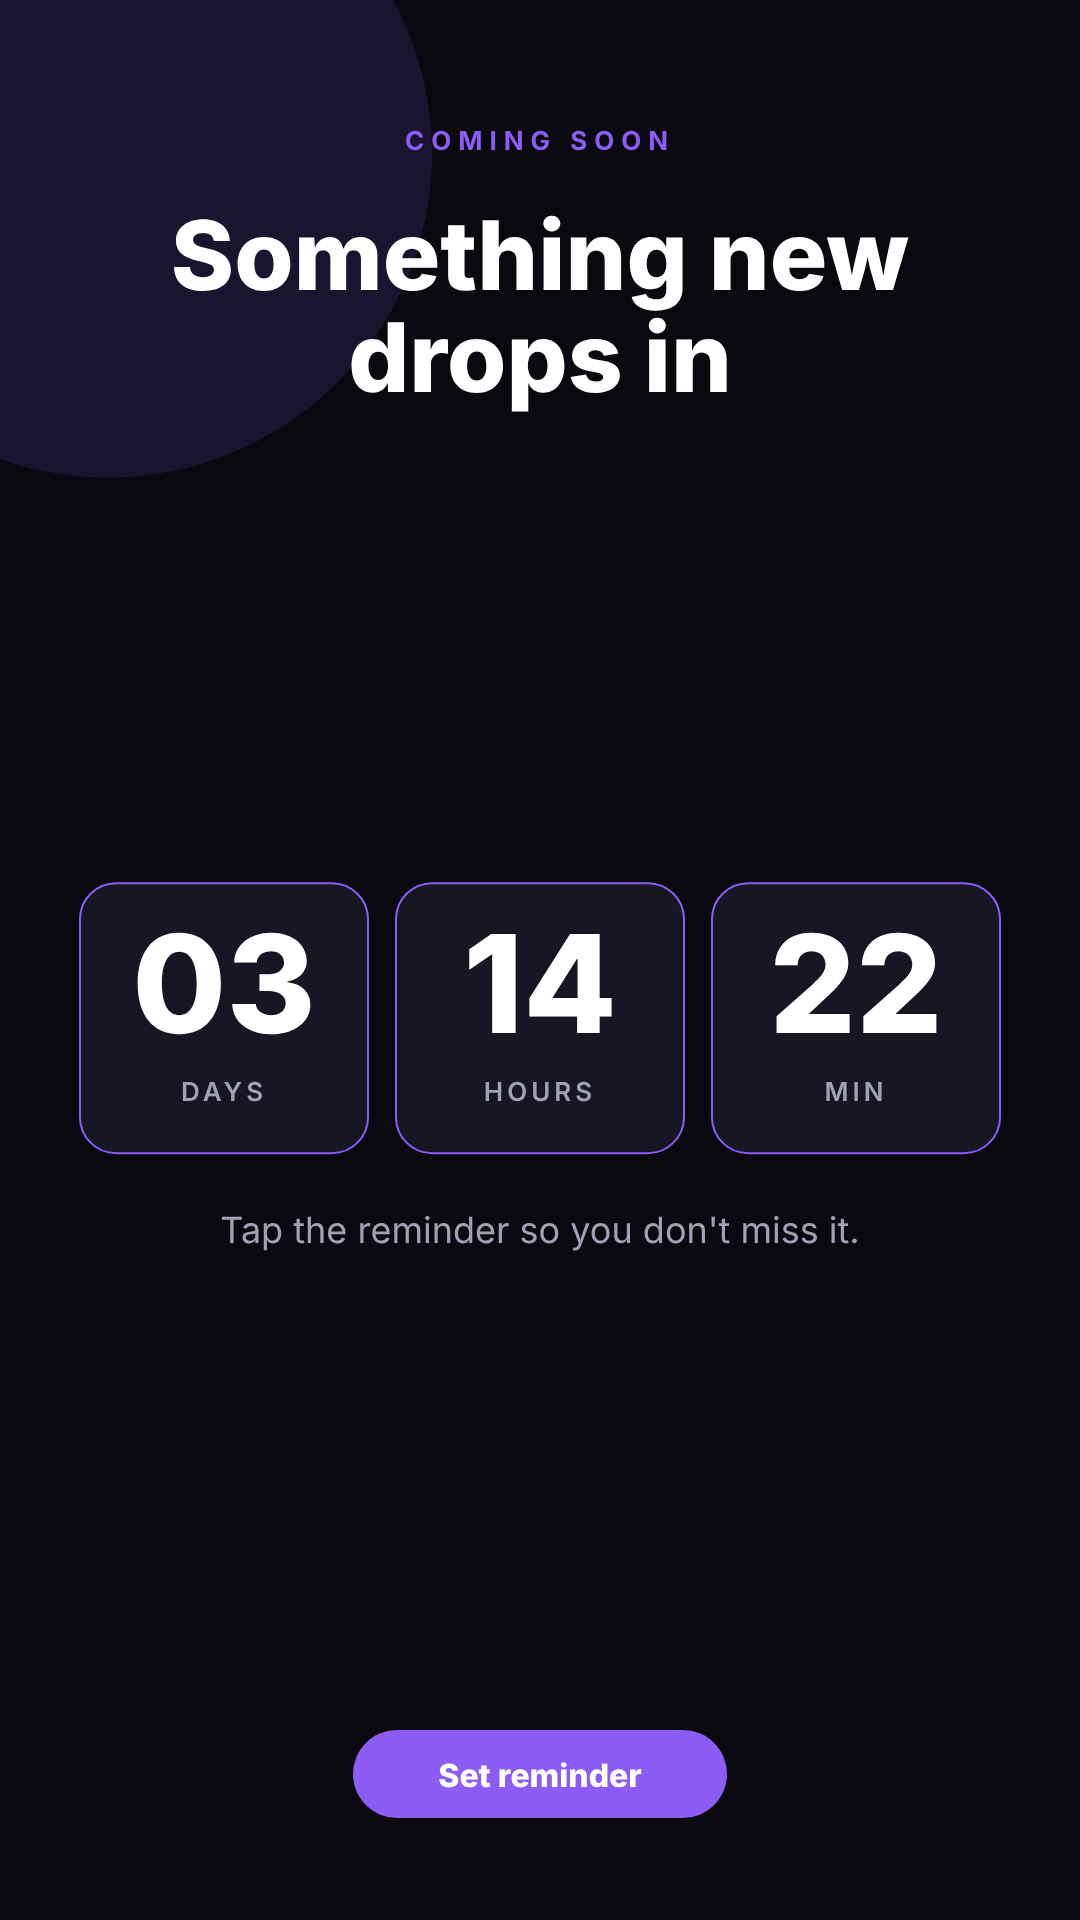 COMING SOON
Something new
drops in
03 14 22
DAYS HOURS MIN
Tap the reminder so you don't miss it.
Set reminder